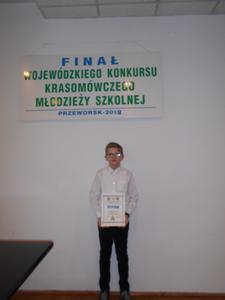 FINAŁ
WOJEWÓDZKIEGO KONKURSU
KRASOMÓWCZEGO
MŁODZIEŻY SZKOLNEJ
PRZEWORSK-2018